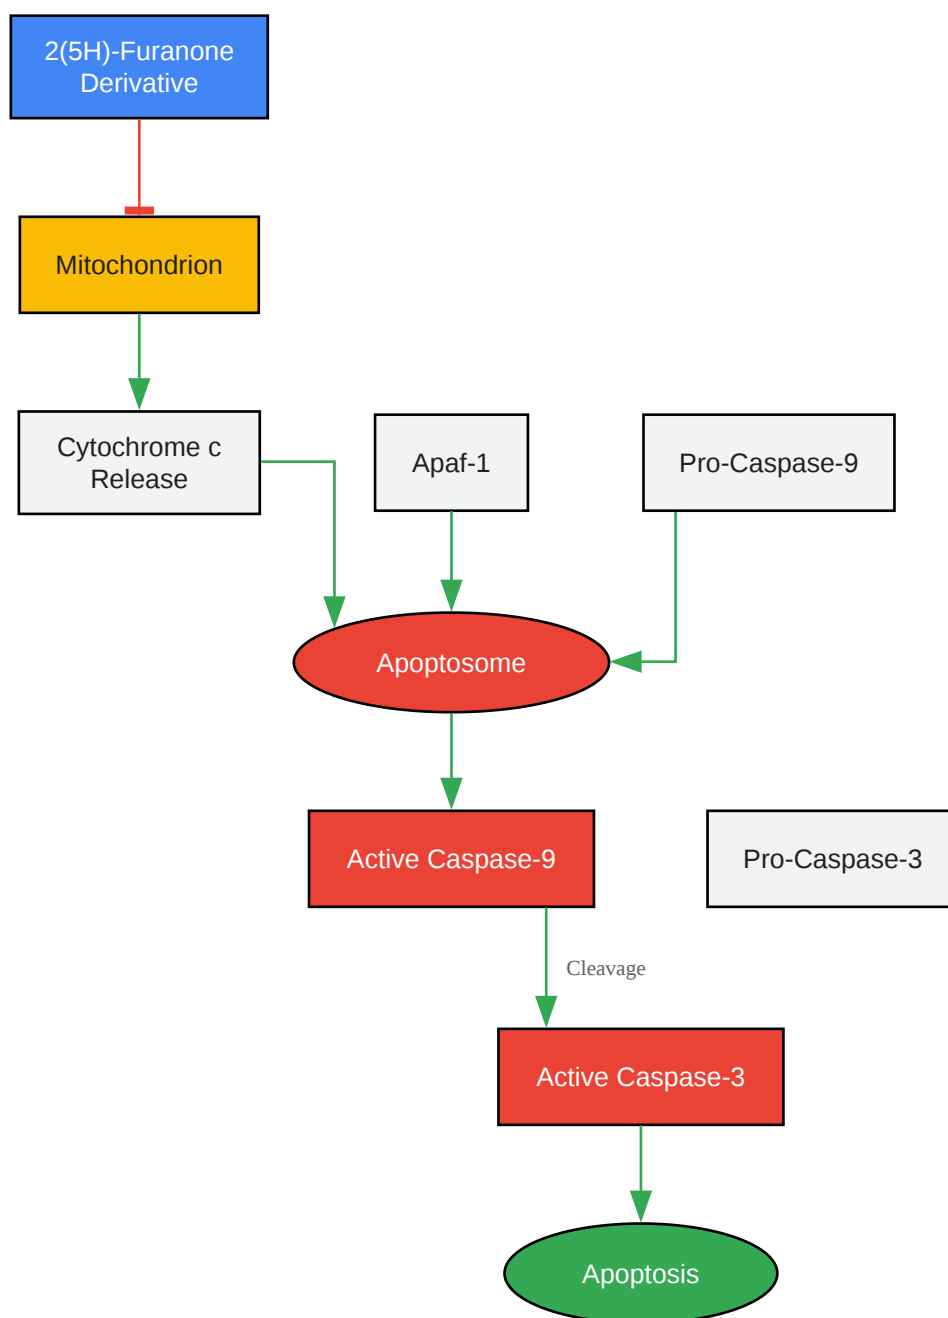 2(5H)-Furanone
Derivative
Mitochondrion
Cytochrome c
Release
Apaf-1
Pro-Caspase-9
Apoptosome
Active Caspase-9
Pro-Caspase-3
Cleavage
Active Caspase-3
Apoptosis